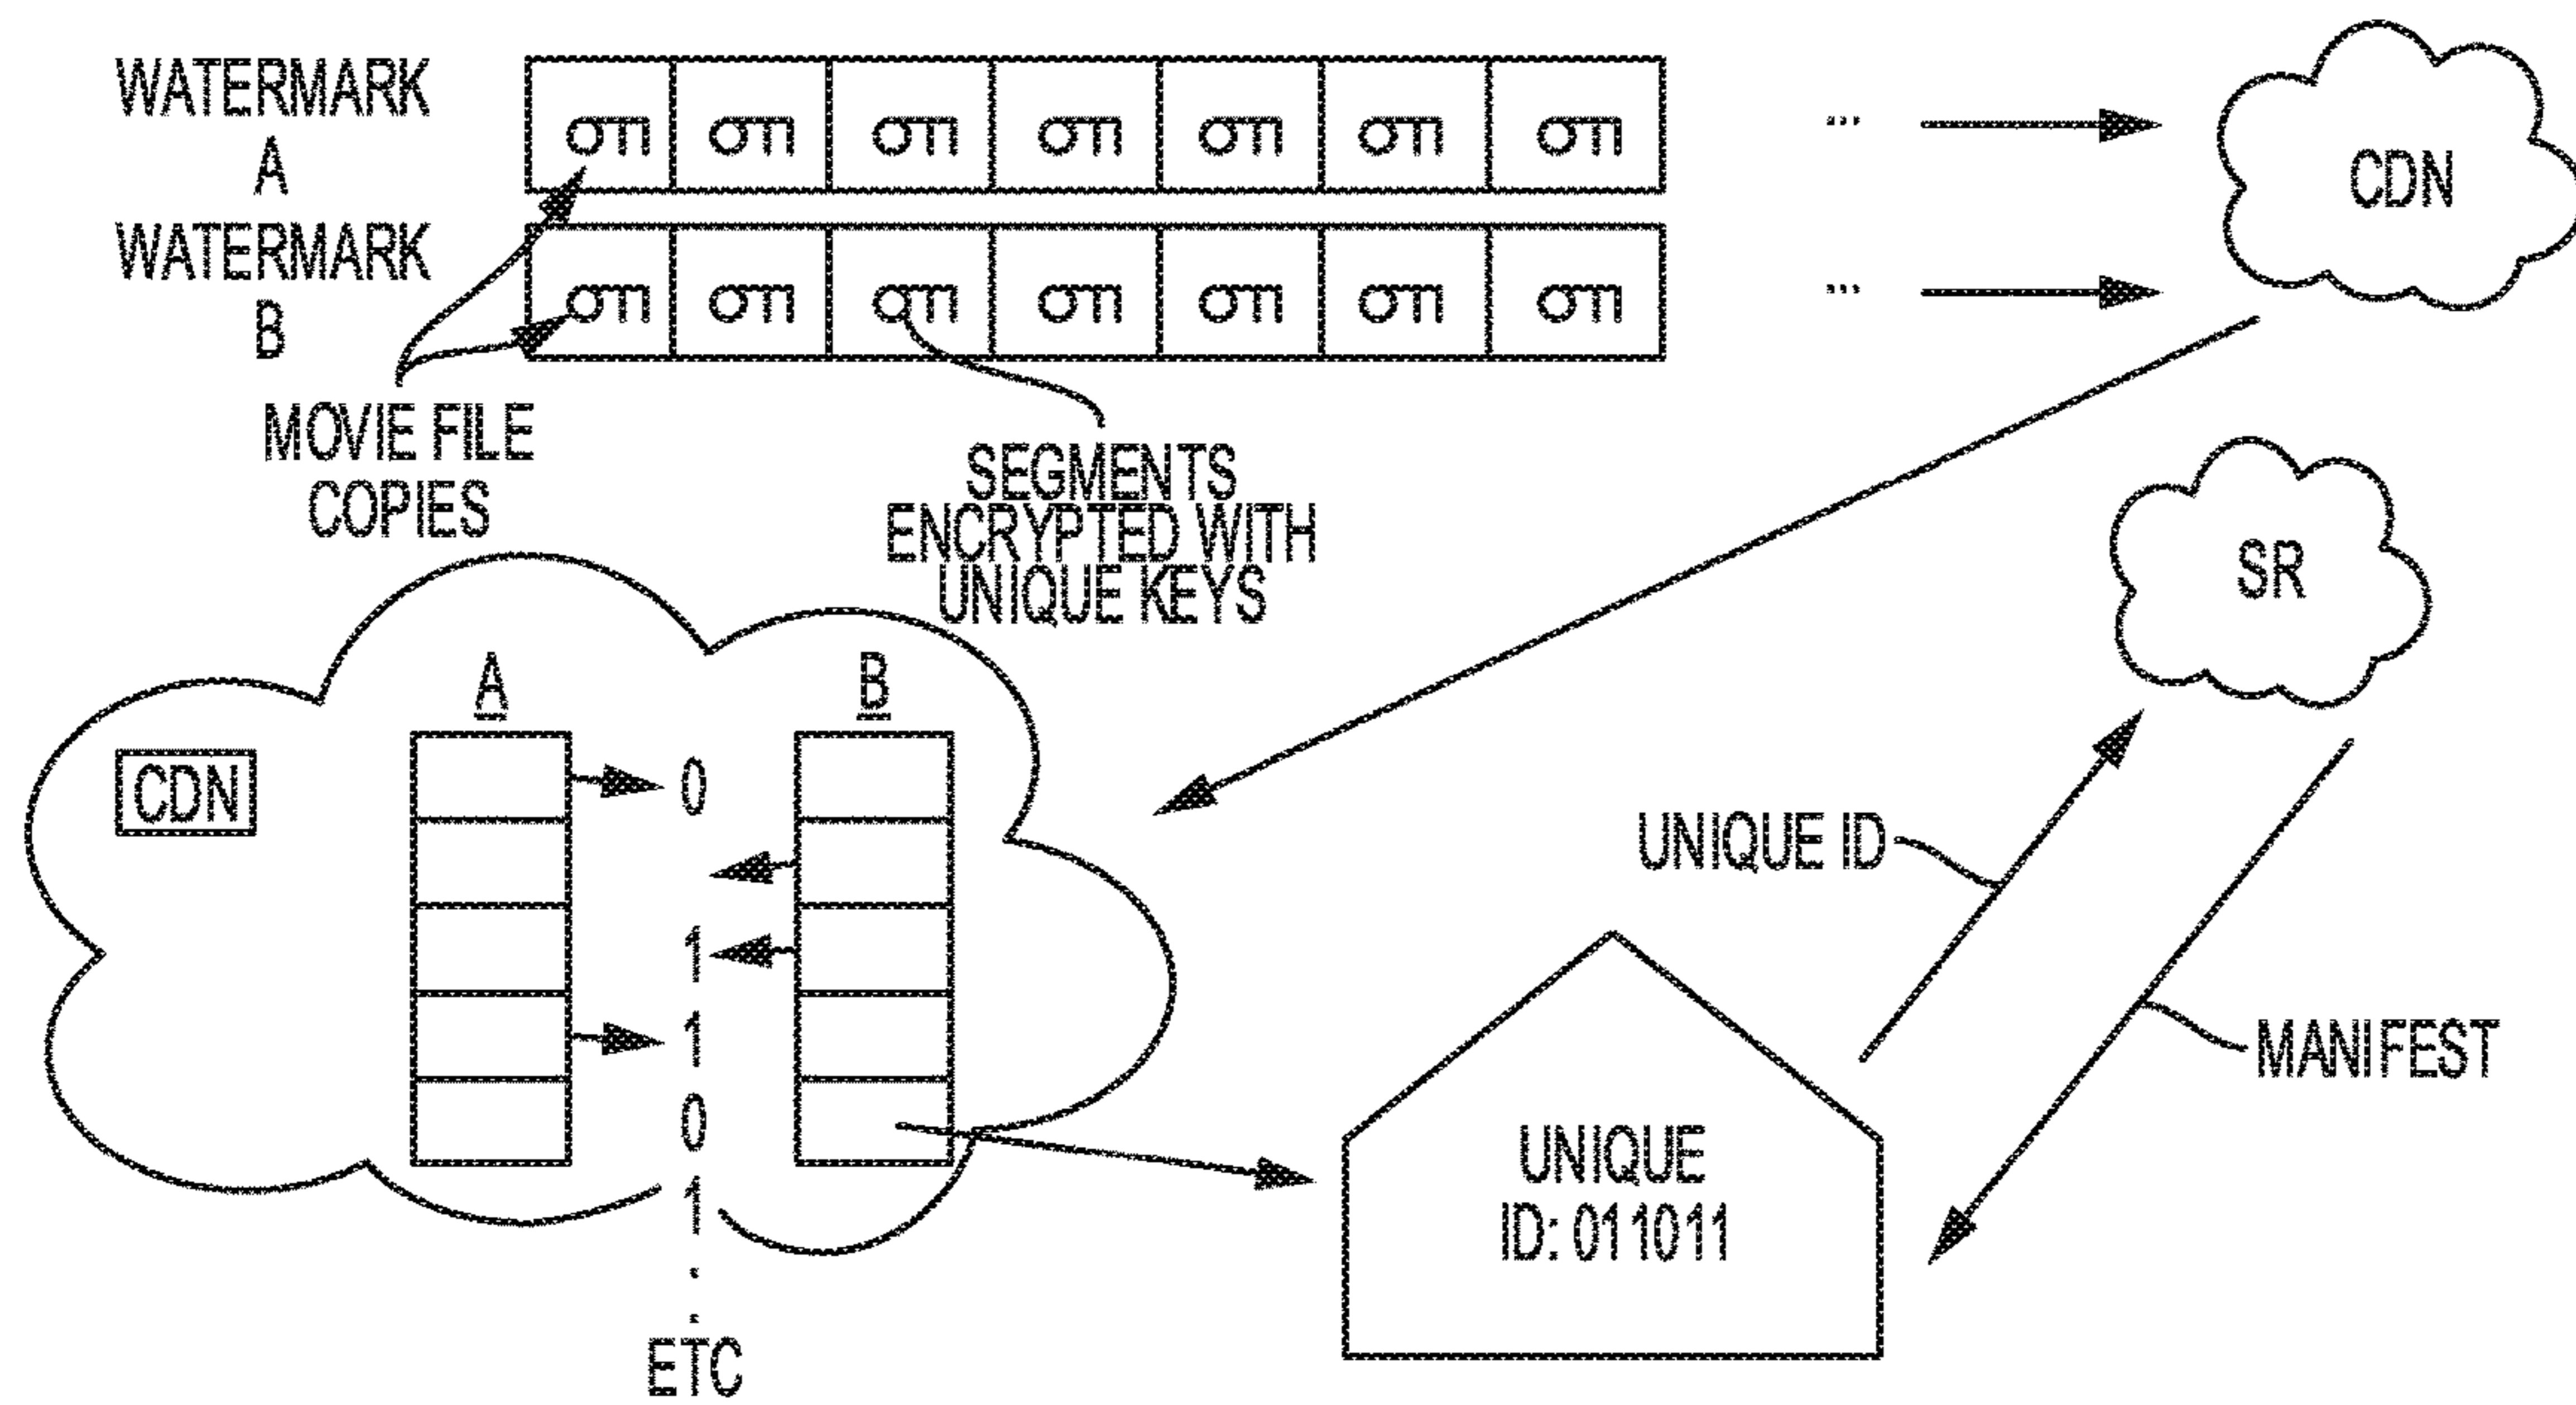 WATERMARK
A
WATERMARK
B
...
...
CDN
MOVIE FILE
COPIES
SEGMENTS
ENCRYPTED WITH
UNIQUE KEYS
SR
A
B
CDN
0
1
1
0
1
.
.
ETC
UNIQUE ID
MANIFEST
UNIQUE
ID: 011011